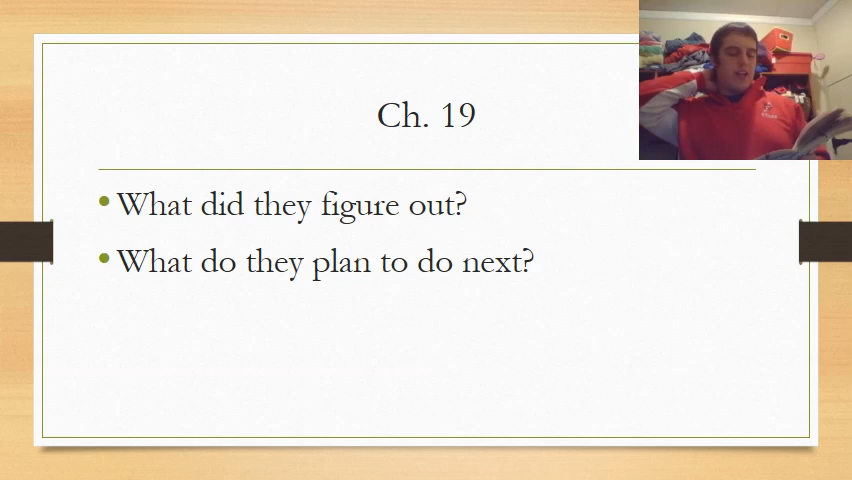 Ch. 19
What did they figure out?
What do they plan to do next?